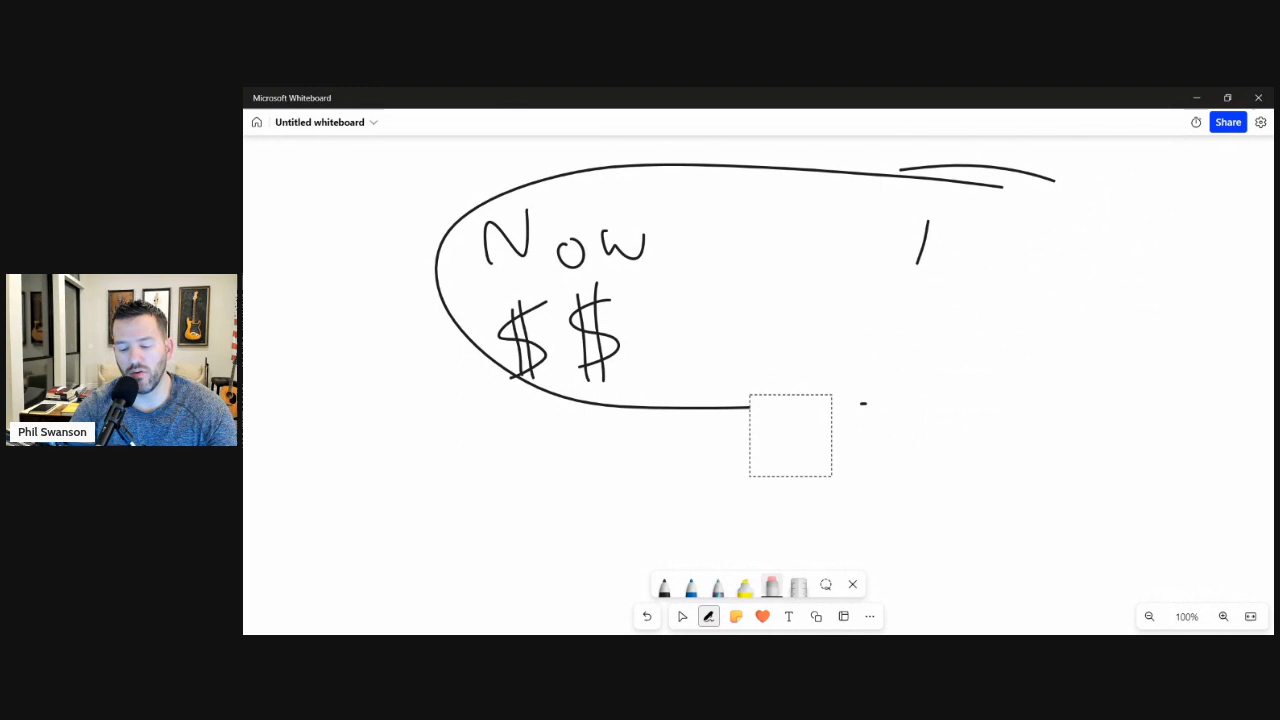 Microsoft Whiteboard
Untitled whiteboard
Share
Now
$$
Phil Swanson
T
100%